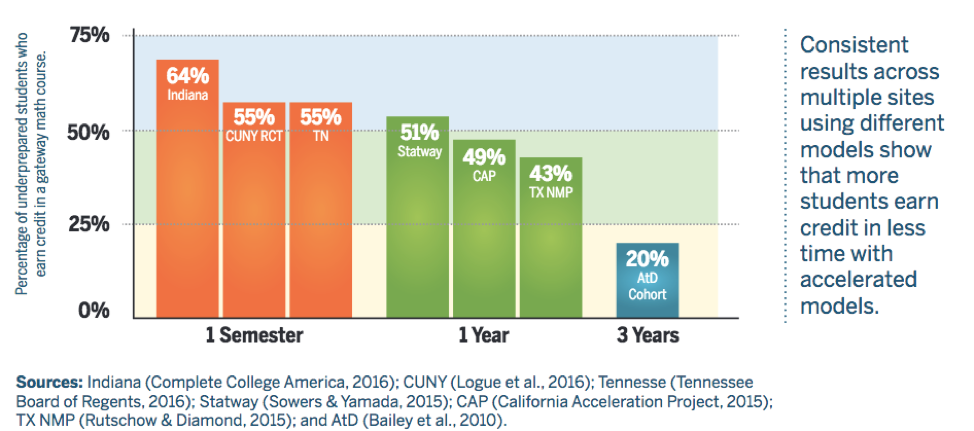 Percentage of underprepared students who
earn credit in a gateway math course.
75%
50%
25%
0%
64%
Indiana
55%
CUNY RCT
55%
TN
51%
Statway
49%
CAP
43%
TX NMP
20%
AtD
Cohort
1 Semester
1 Year
3 Years
Consistent
results across
multiple sites
using different
models show
that more
students earn
credit in less
time with
accelerated
models.
Sources: Indiana (Complete College America, 2016); CUNY (Logue et al., 2016); Tennesse (Tennessee
Board of Regents, 2016); Statway (Sowers & Yamada, 2015); CAP (California Acceleration Project, 2015);
TX NMP (Rutschow & Diamond, 2015); and AtD (Bailey et al., 2010).